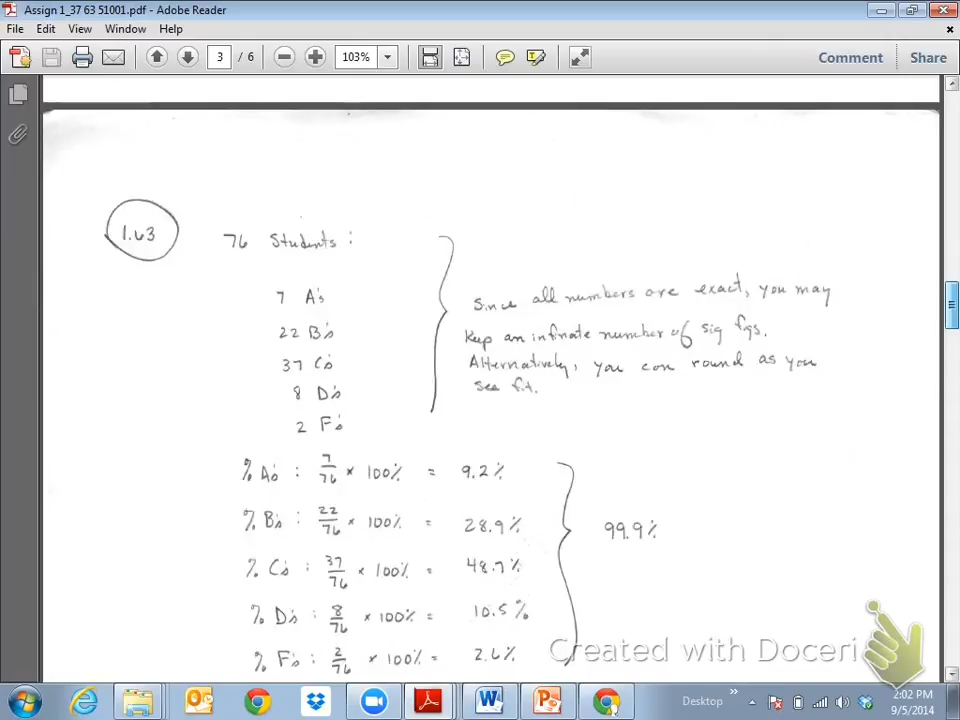 Assign 1_37 63 51001.pdf - Adobe Reader
File Edit View Window Help
3 / 6 103% Comment Share
1.63
76 Students :
7 A's
22 B's
37 C's
8 D's
2 F's
Since all numbers are exact, you may
keep an infinate number of sig figs.
Alternatively, you can round as you
see fit.
% A's : 7/76 × 100% = 9.2%
% B's : 22/76 × 100% = 28.9%
% C's : 37/76 × 100% = 48.7%
% D's : 8/76 × 100% = 10.5%
% F's : 2/76 × 100% = 2.6%
99.9%
Created with Doceri
Desktop
2:02 PM
9/5/2014